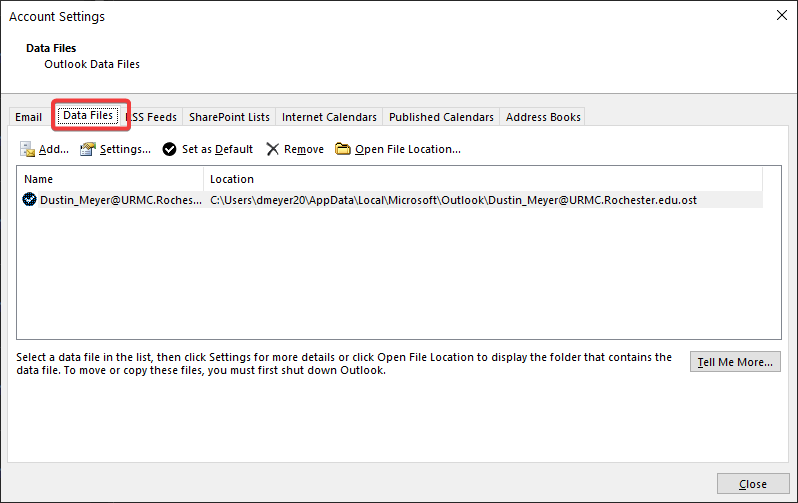 Account Settings
Data Files
Outlook Data Files
Email Data Files SS Feeds SharePoint Lists Internet Calendars Published Calendars Address Books
Add... Settings... Set as Default Remove Open File Location...
Name Location
Dustin_Meyer@URMC.Roches... C:\Users\dmeyer20\AppData\Local\Microsoft\Outlook\Dustin_Meyer@URMC.Rochester.edu.ost
Select a data file in the list, then click Settings for more details or click Open File Location to display the folder that contains the
data file. To move or copy these files, you must first shut down Outlook.
Tell Me More...
Close